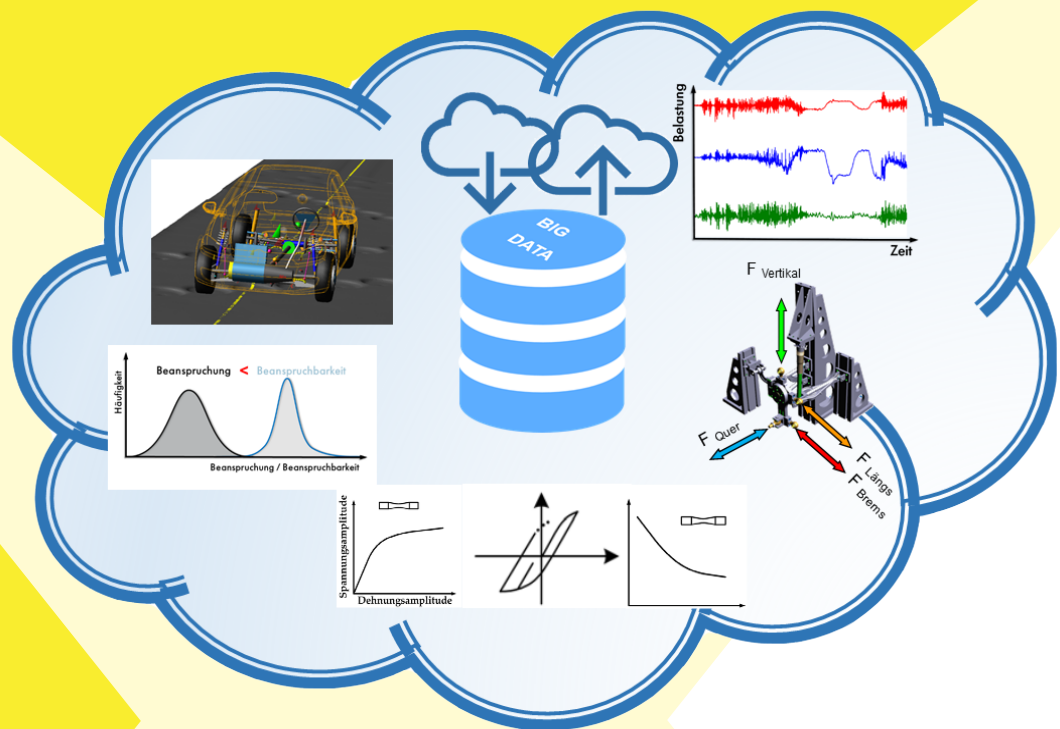 BIG
DATA
Belastung
Zeit
F Vertikal
F Quer
F Längs
F Brems
Häufigkeit
Beanspruchung < Beanspruchbarkeit
Beanspruchung / Beanspruchbarkeit
Spannungsamplitude
Dehnungsamplitude